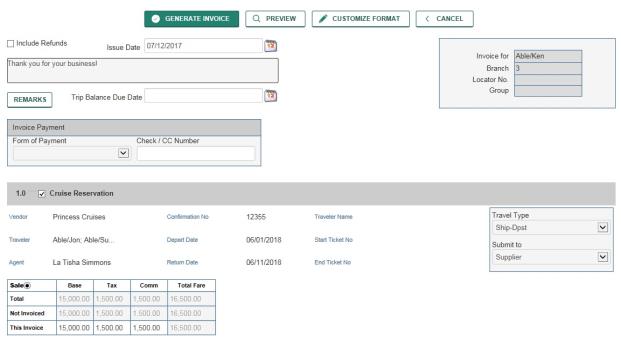 GENERATE INVOICE PREVIEW CUSTOMIZE FORMAT < CANCEL
Include Refunds Issue Date 07/12/2017
Thank you for your business!
REMARKS Trip Balance Due Date
Invoice for Able/Ken
Branch 3
Locator No.
Group
Invoice Payment
Form of Payment Check / CC Number
1.0 Cruise Reservation
Vendor Princess Cruises Confirmation No 12355 Traveler Name
Traveler Able/Jon; Able/Su... Depart Date 06/01/2018 Start Ticket No
Agent La Tisha Simmons Return Date 06/11/2018 End Ticket No
Travel Type
Ship-Dpst
Submit to
Supplier
Sale Base Tax Comm Total Fare
Total 15,000.00 1,500.00 1,500.00 16,500.00
Not Invoiced 15,000.00 1,500.00 1,500.00 16,500.00
This Invoice 15,000.00 1,500.00 1,500.00 16,500.00